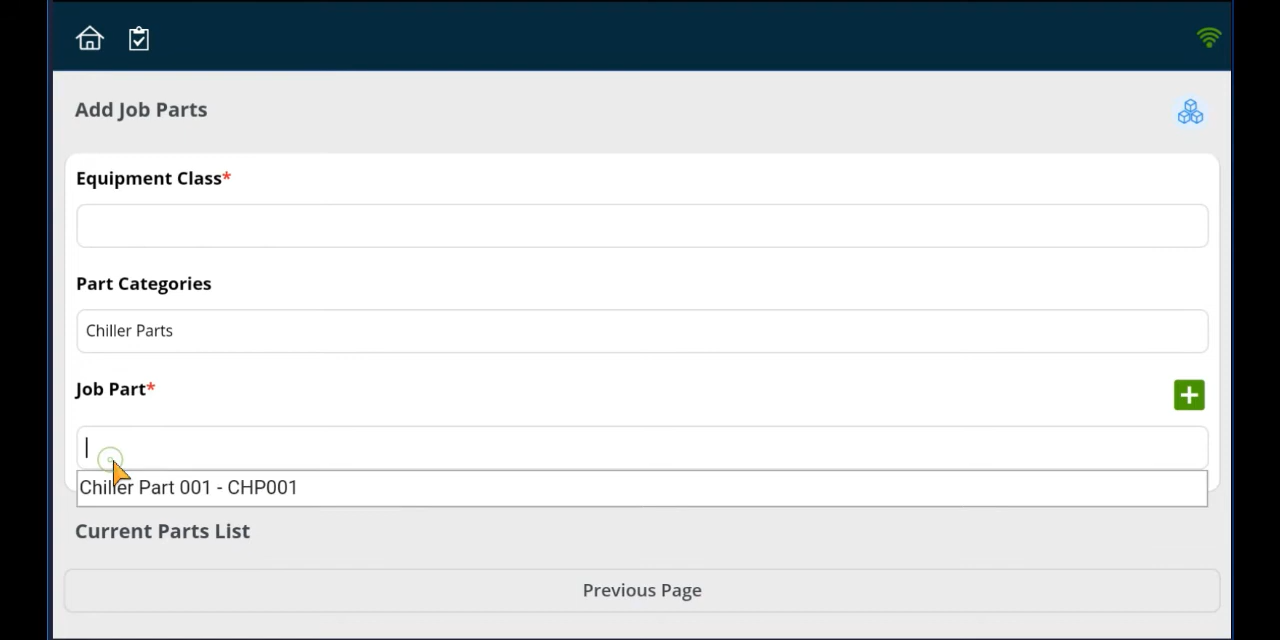 Add Job Parts
Equipment Class*
Part Categories
Chiller Parts
Job Part*
Chiller Part 001 - CHP001
Current Parts List
Previous Page